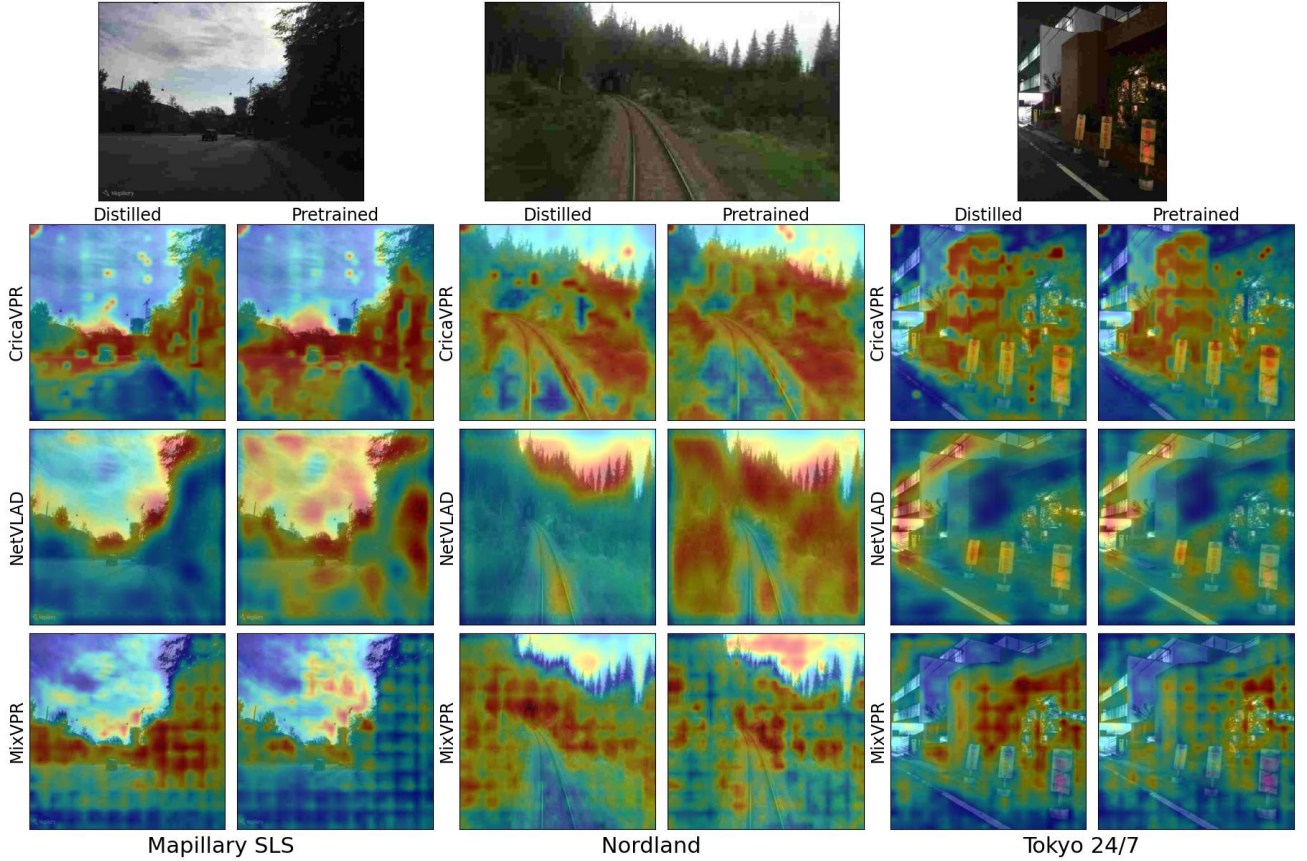 Mapillary
Distilled Pretrained Distilled Pretrained Distilled Pretrained
CricaVPR CricaVPR CricaVPR
NetVLAD NetVLAD NetVLAD
MixVPR MixVPR MixVPR
Mapillary SLS Nordland Tokyo 24/7